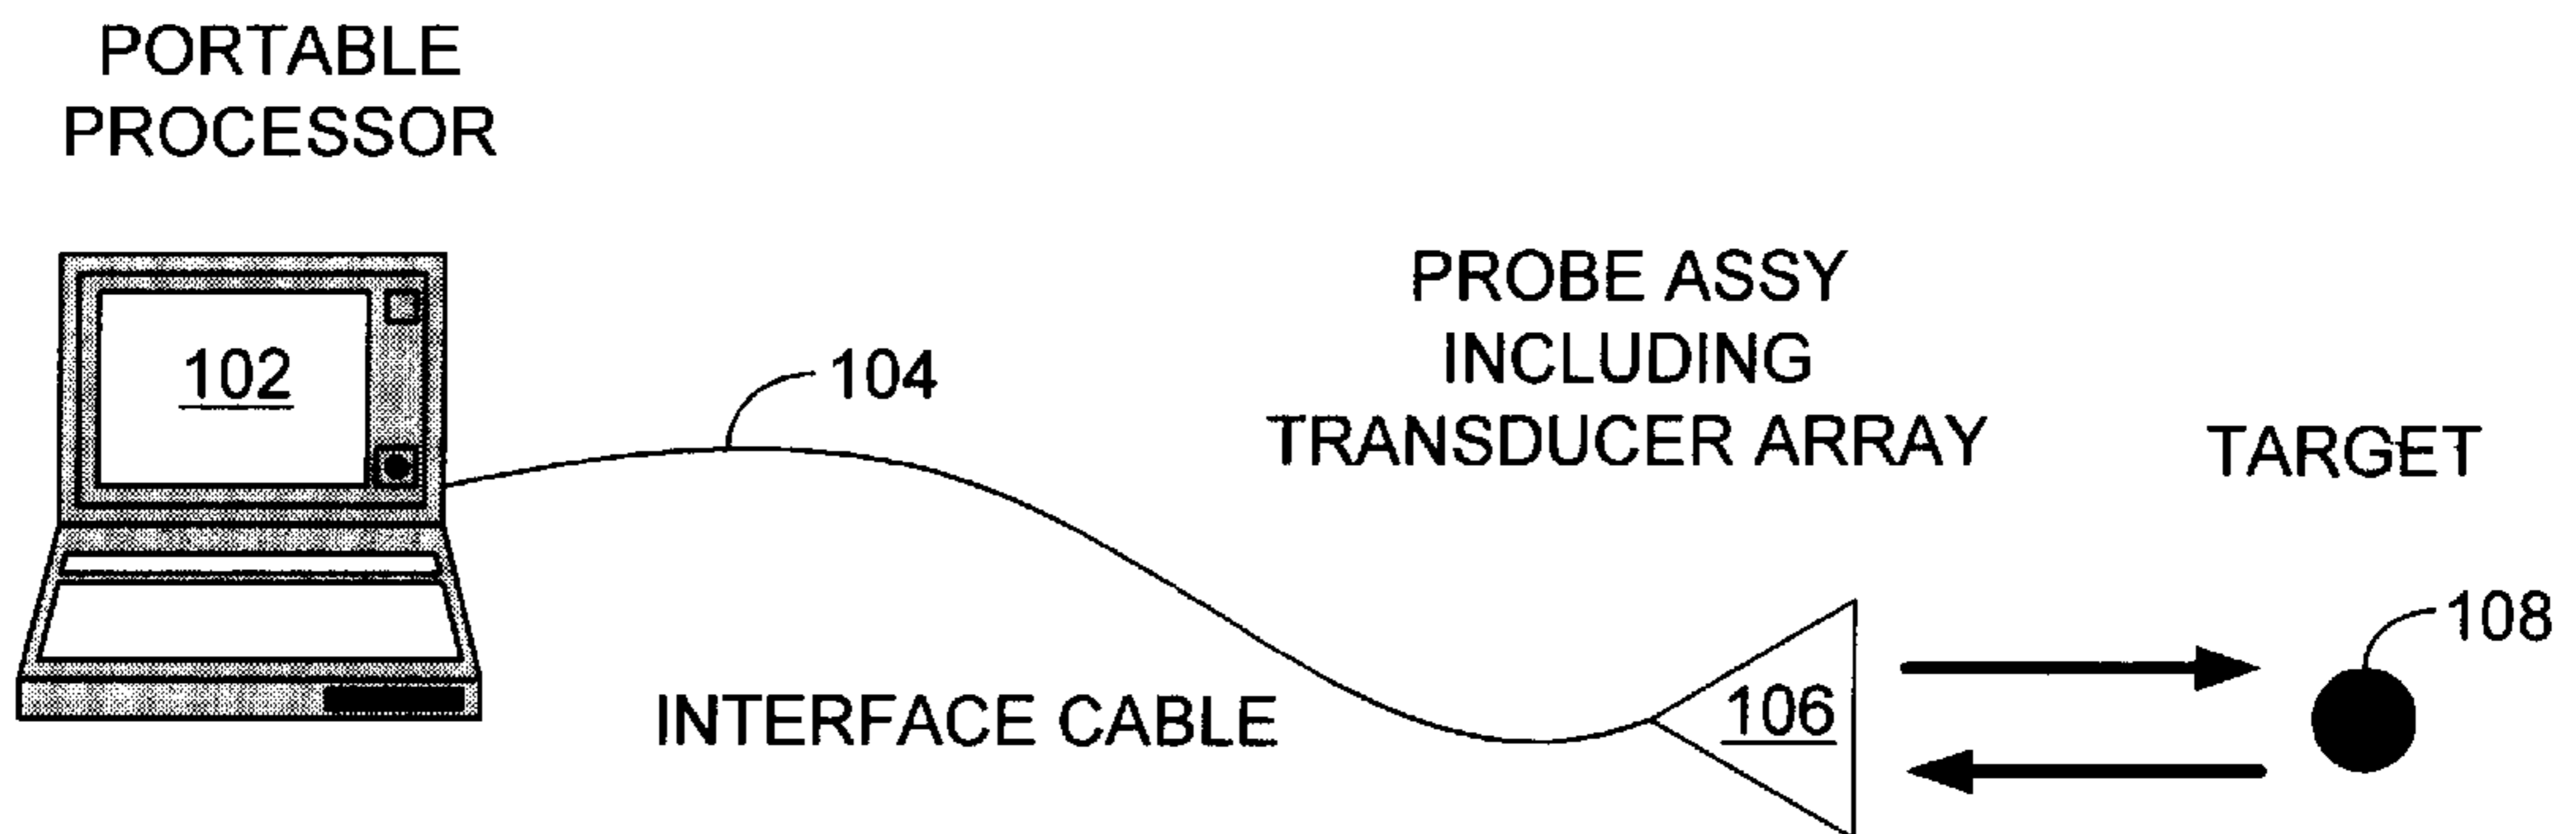 PORTABLE
PROCESSOR
102
104
PROBE ASSY
INCLUDING
TRANSDUCER ARRAY
TARGET
INTERFACE CABLE
106
108